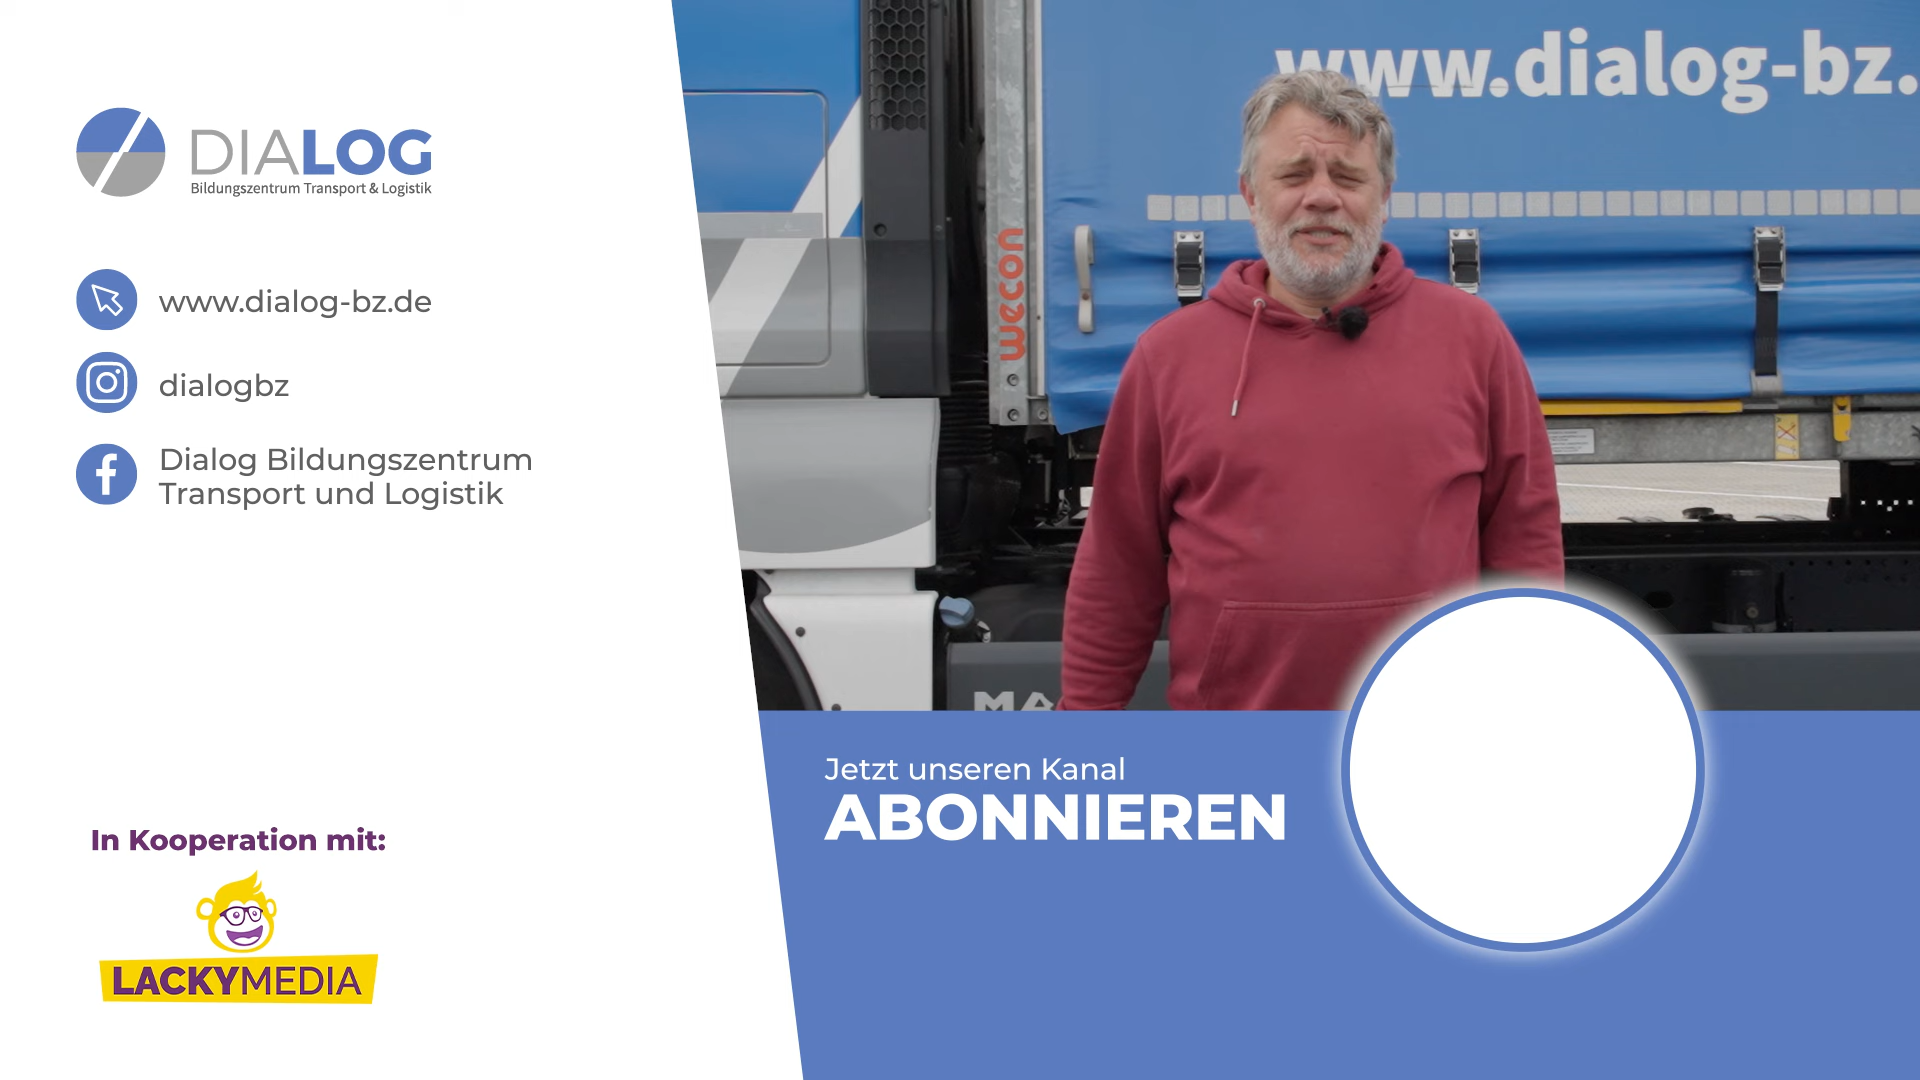 DIALOG
Bildungszentrum Transport & Logistik
www.dialog-bz.de
dialogbz
Dialog Bildungszentrum
Transport und Logistik
In Kooperation mit:
LACKYMEDIA
www.dialog-bz.
wecon
MA
Jetzt unseren Kanal
ABONNIEREN